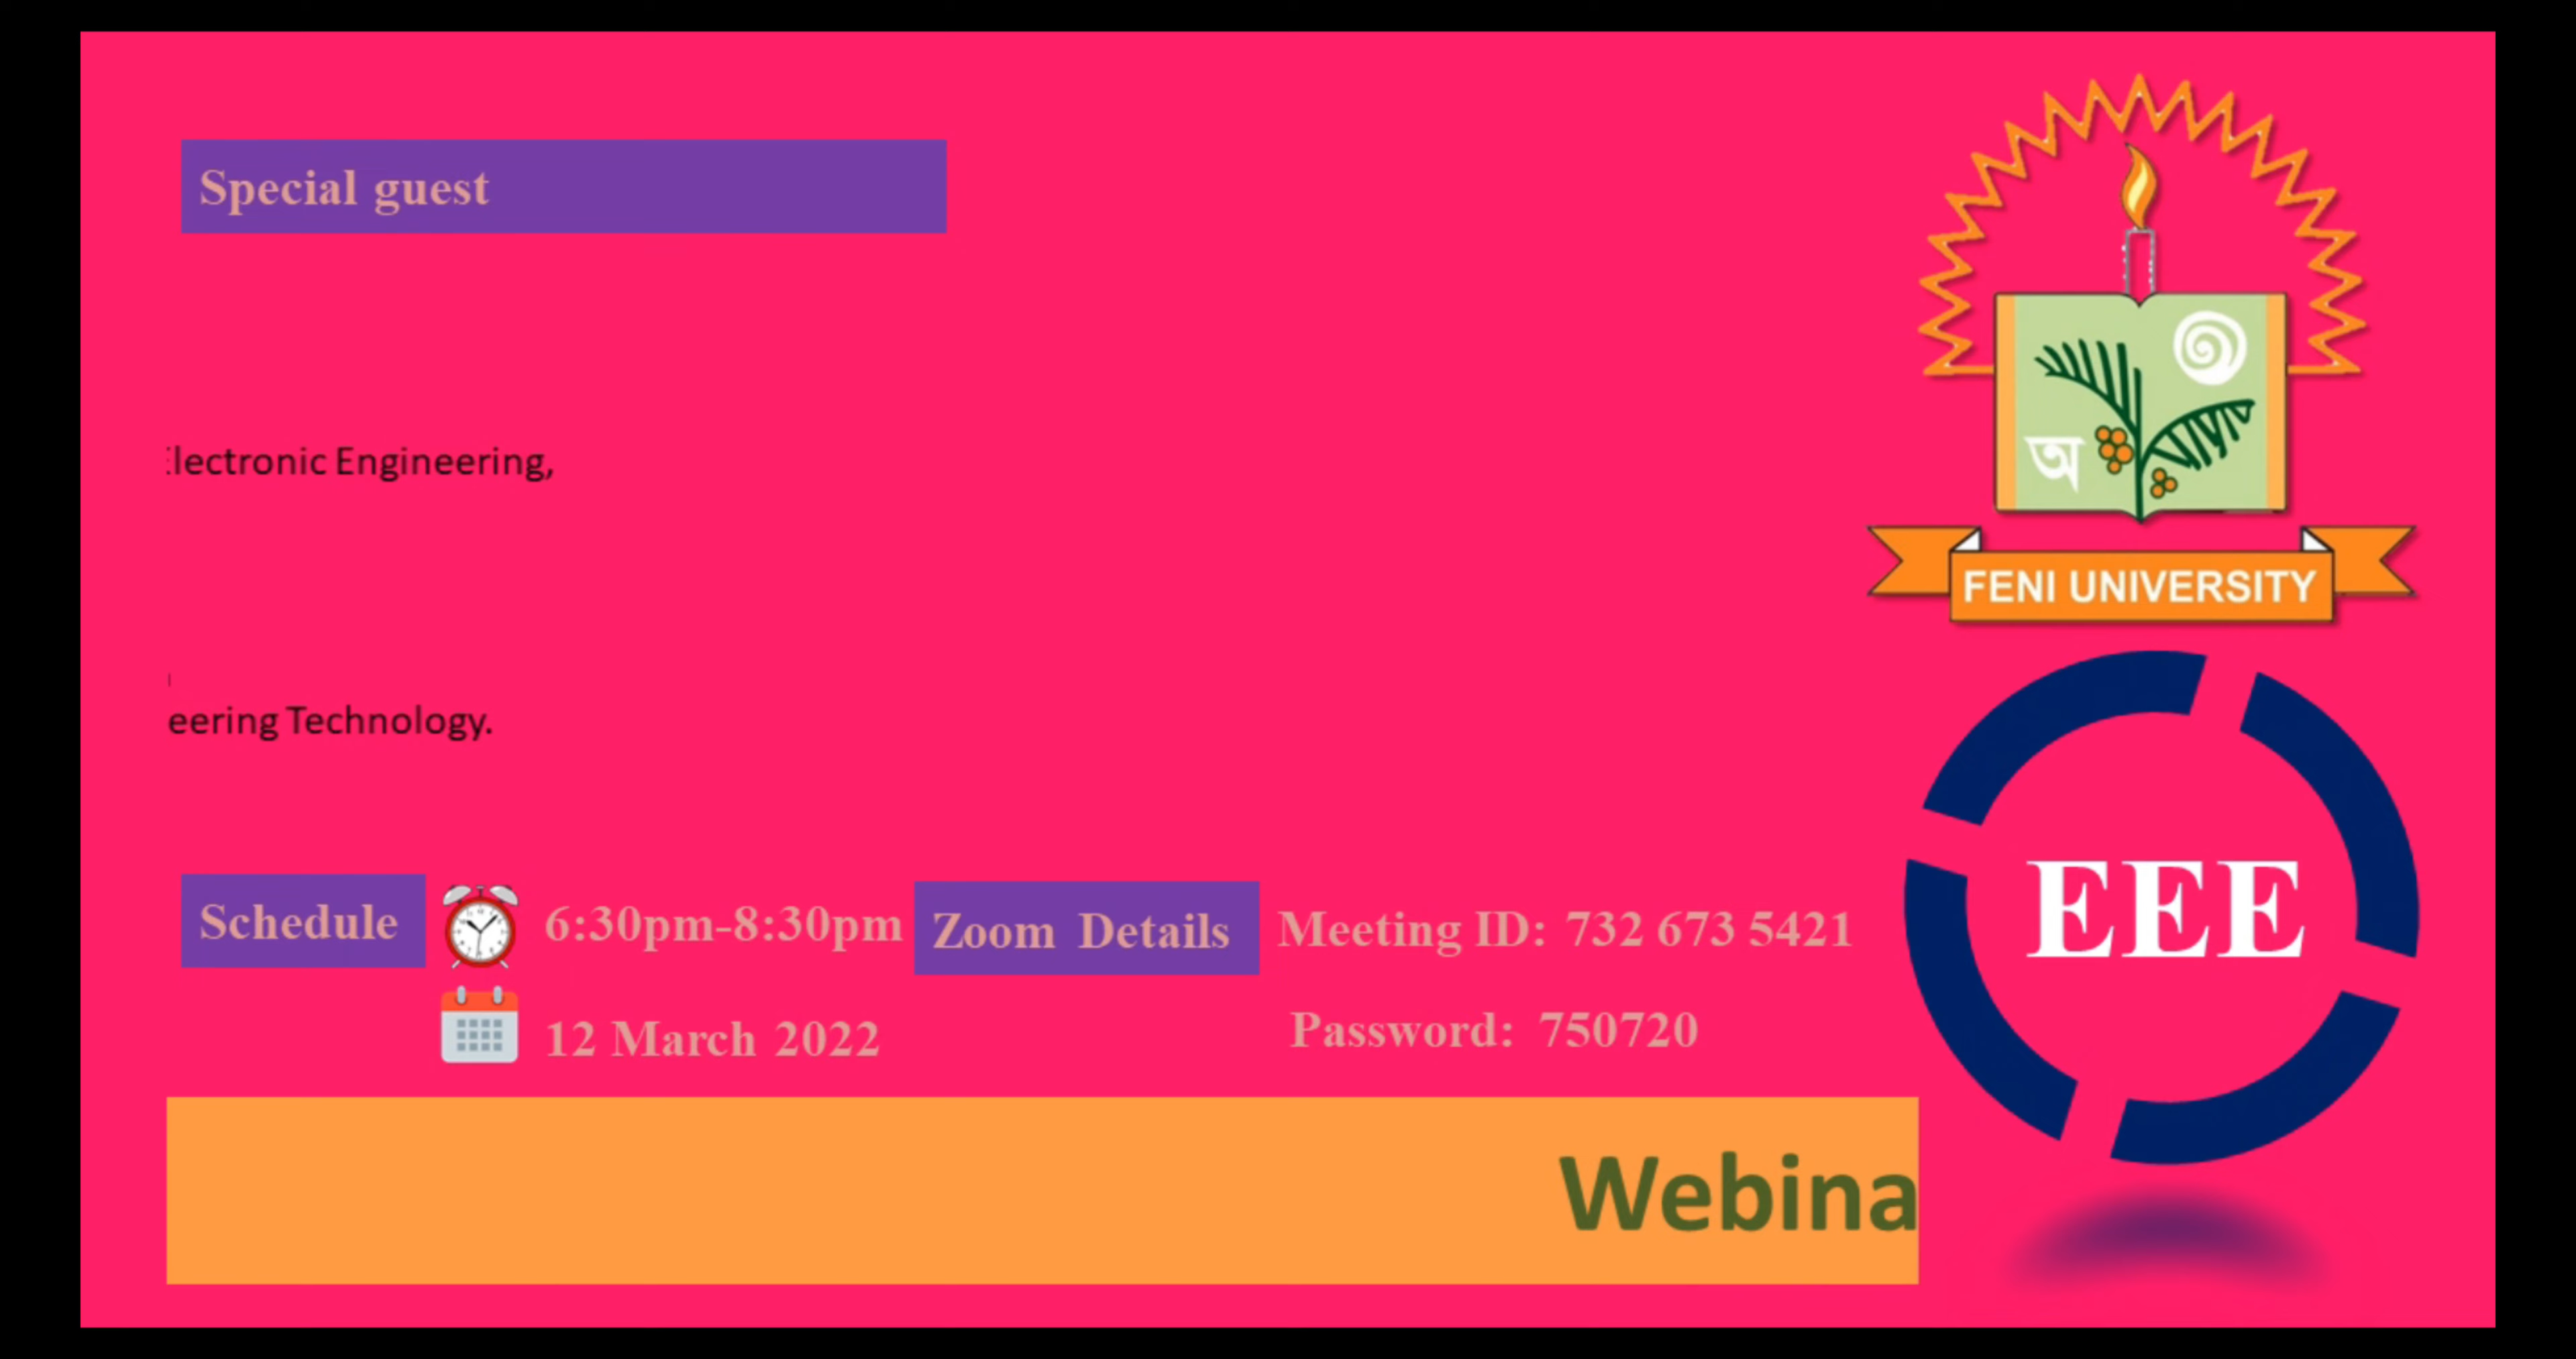 Special guest
lectronic Engineering,
eering Technology.
Schedule
6:30pm-8:30pm
12 March 2022
Zoom Details
Meeting ID: 732 673 5421
Password: 750720
Webina
অ
FENI UNIVERSITY
EEE